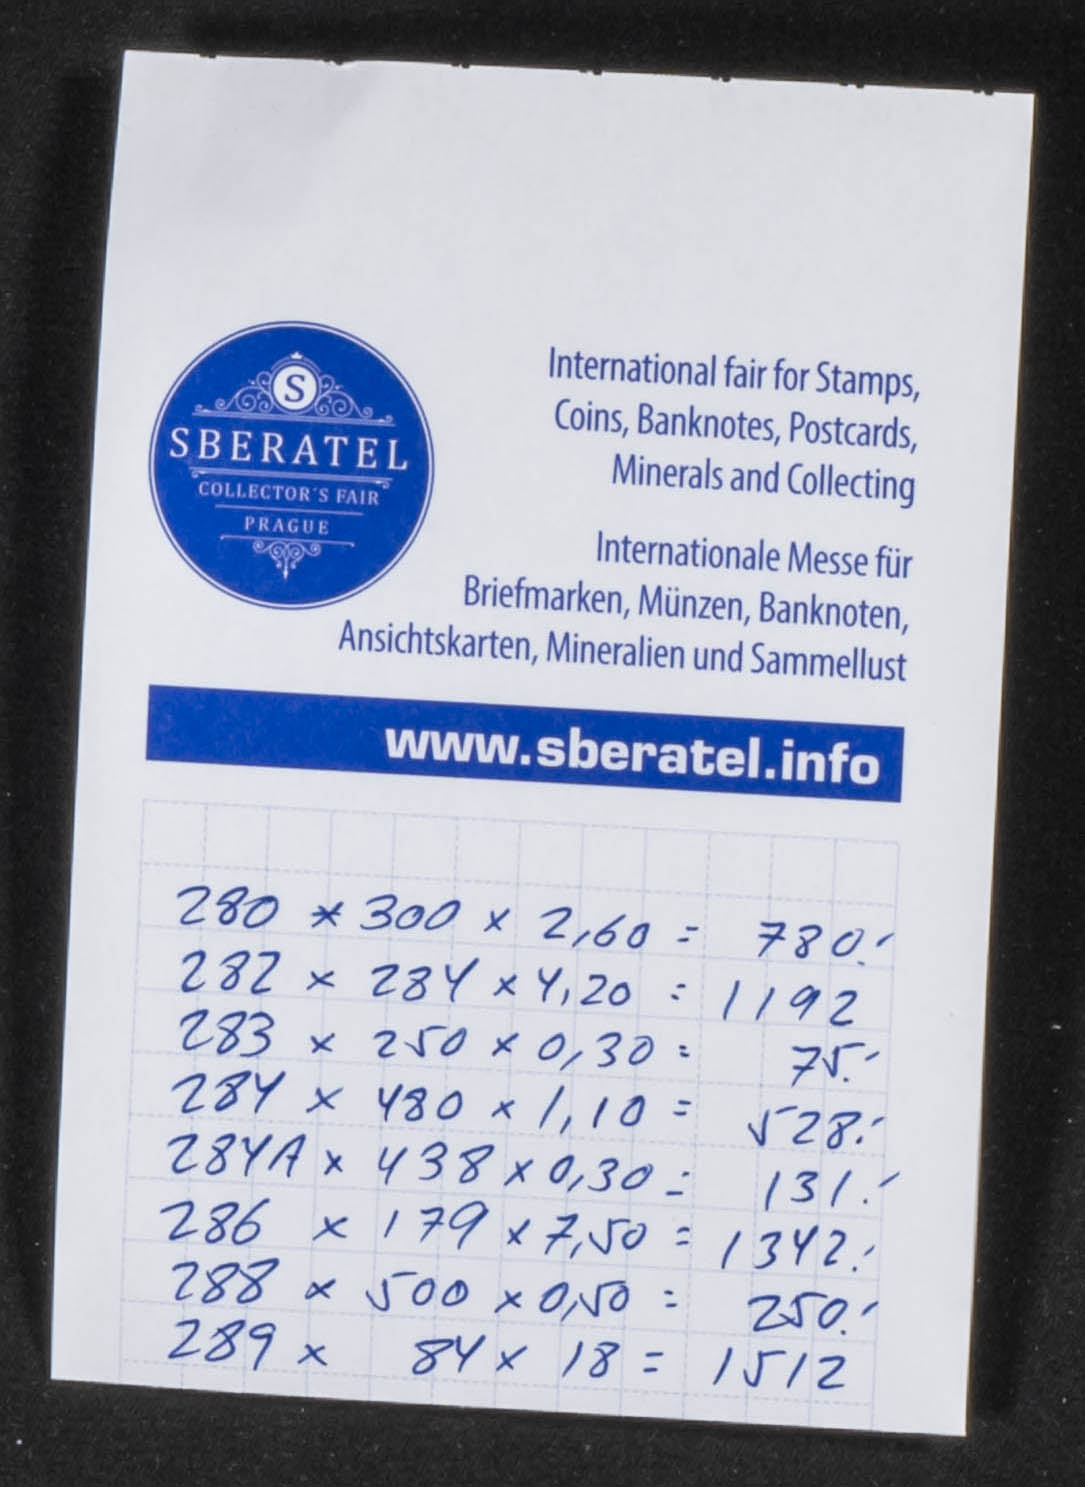 S
SBERATEL
COLLECTOR'S FAIR
PRAGUE
International fair for Stamps,
Coins, Banknotes, Postcards,
Minerals and Collecting
Internationale Messe für
Briefmarken, Münzen, Banknoten,
Ansichtskarten, Mineralien und Sammellust
www.sberatel.info
280 × 300 × 2,60 = 780.-
282 × 284 × 4,20 = 1192
283 × 250 × 0,30 = 75.-
284 × 480 × 1,10 = 528.-
284A × 438 × 0,30 = 131.-
286 × 179 × 7,50 = 1342.-
288 × 500 × 0,50 = 250.-
289 × 84 × 18 = 1512